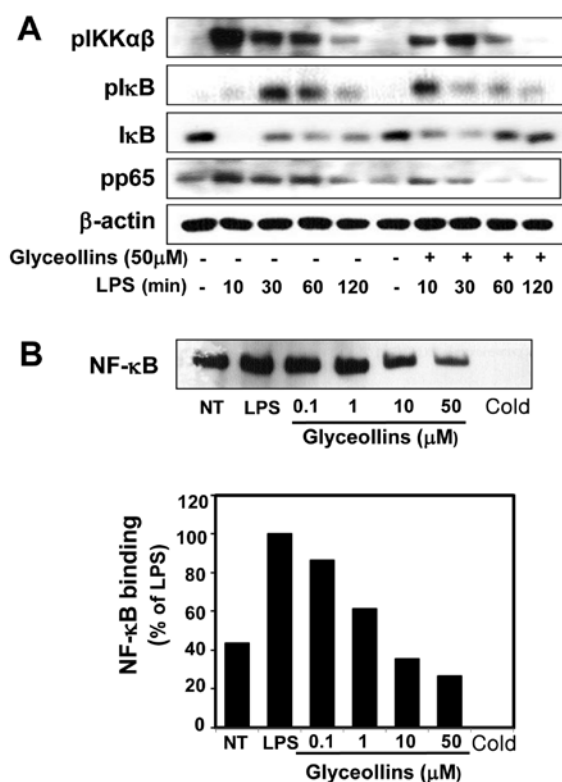 A
pIKKαβ
pIκB
IκB
pp65
β-actin
Glyceollins (50μM) - - - - - - + + + +
LPS (min) - 10 30 60 120 - 10 30 60 120
B
NF-κB
NT LPS 0.1 1 10 50 Cold
Glyceollins (μM)
NF-κB binding
(% of LPS)
120
100
80
60
40
20
0
NT LPS 0.1 1 10 50 Cold
Glyceollins (μM)